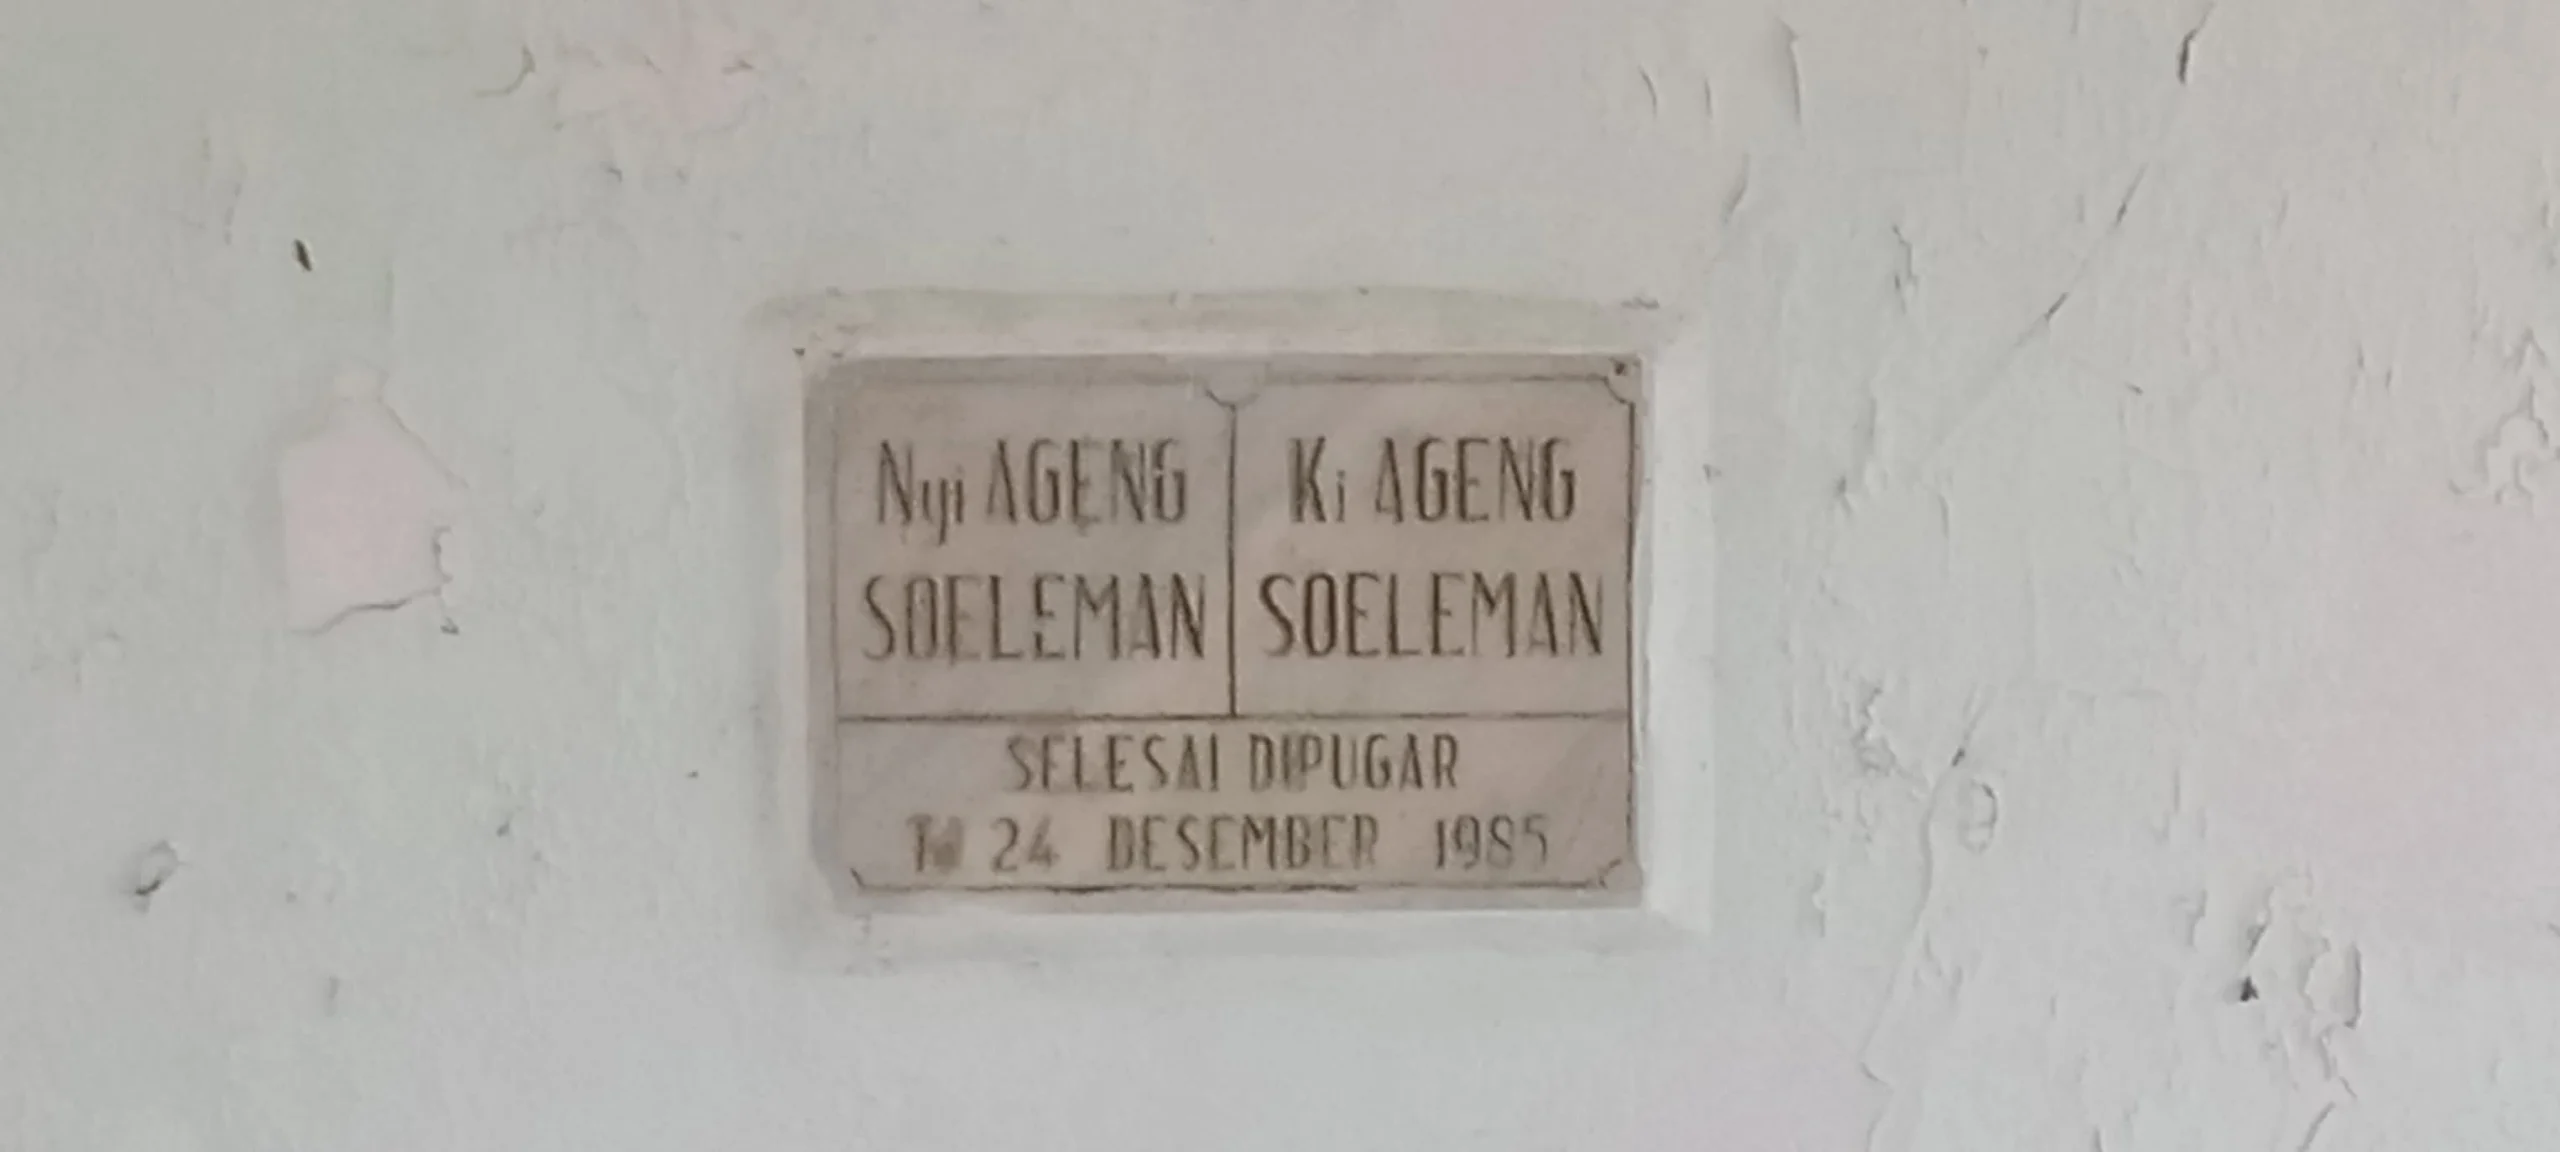 Nyi AGENG
SOELEMAN
Ki AGENG
SOELEMAN
SELESAI DIPUGAR
24 DESEMBER 1985